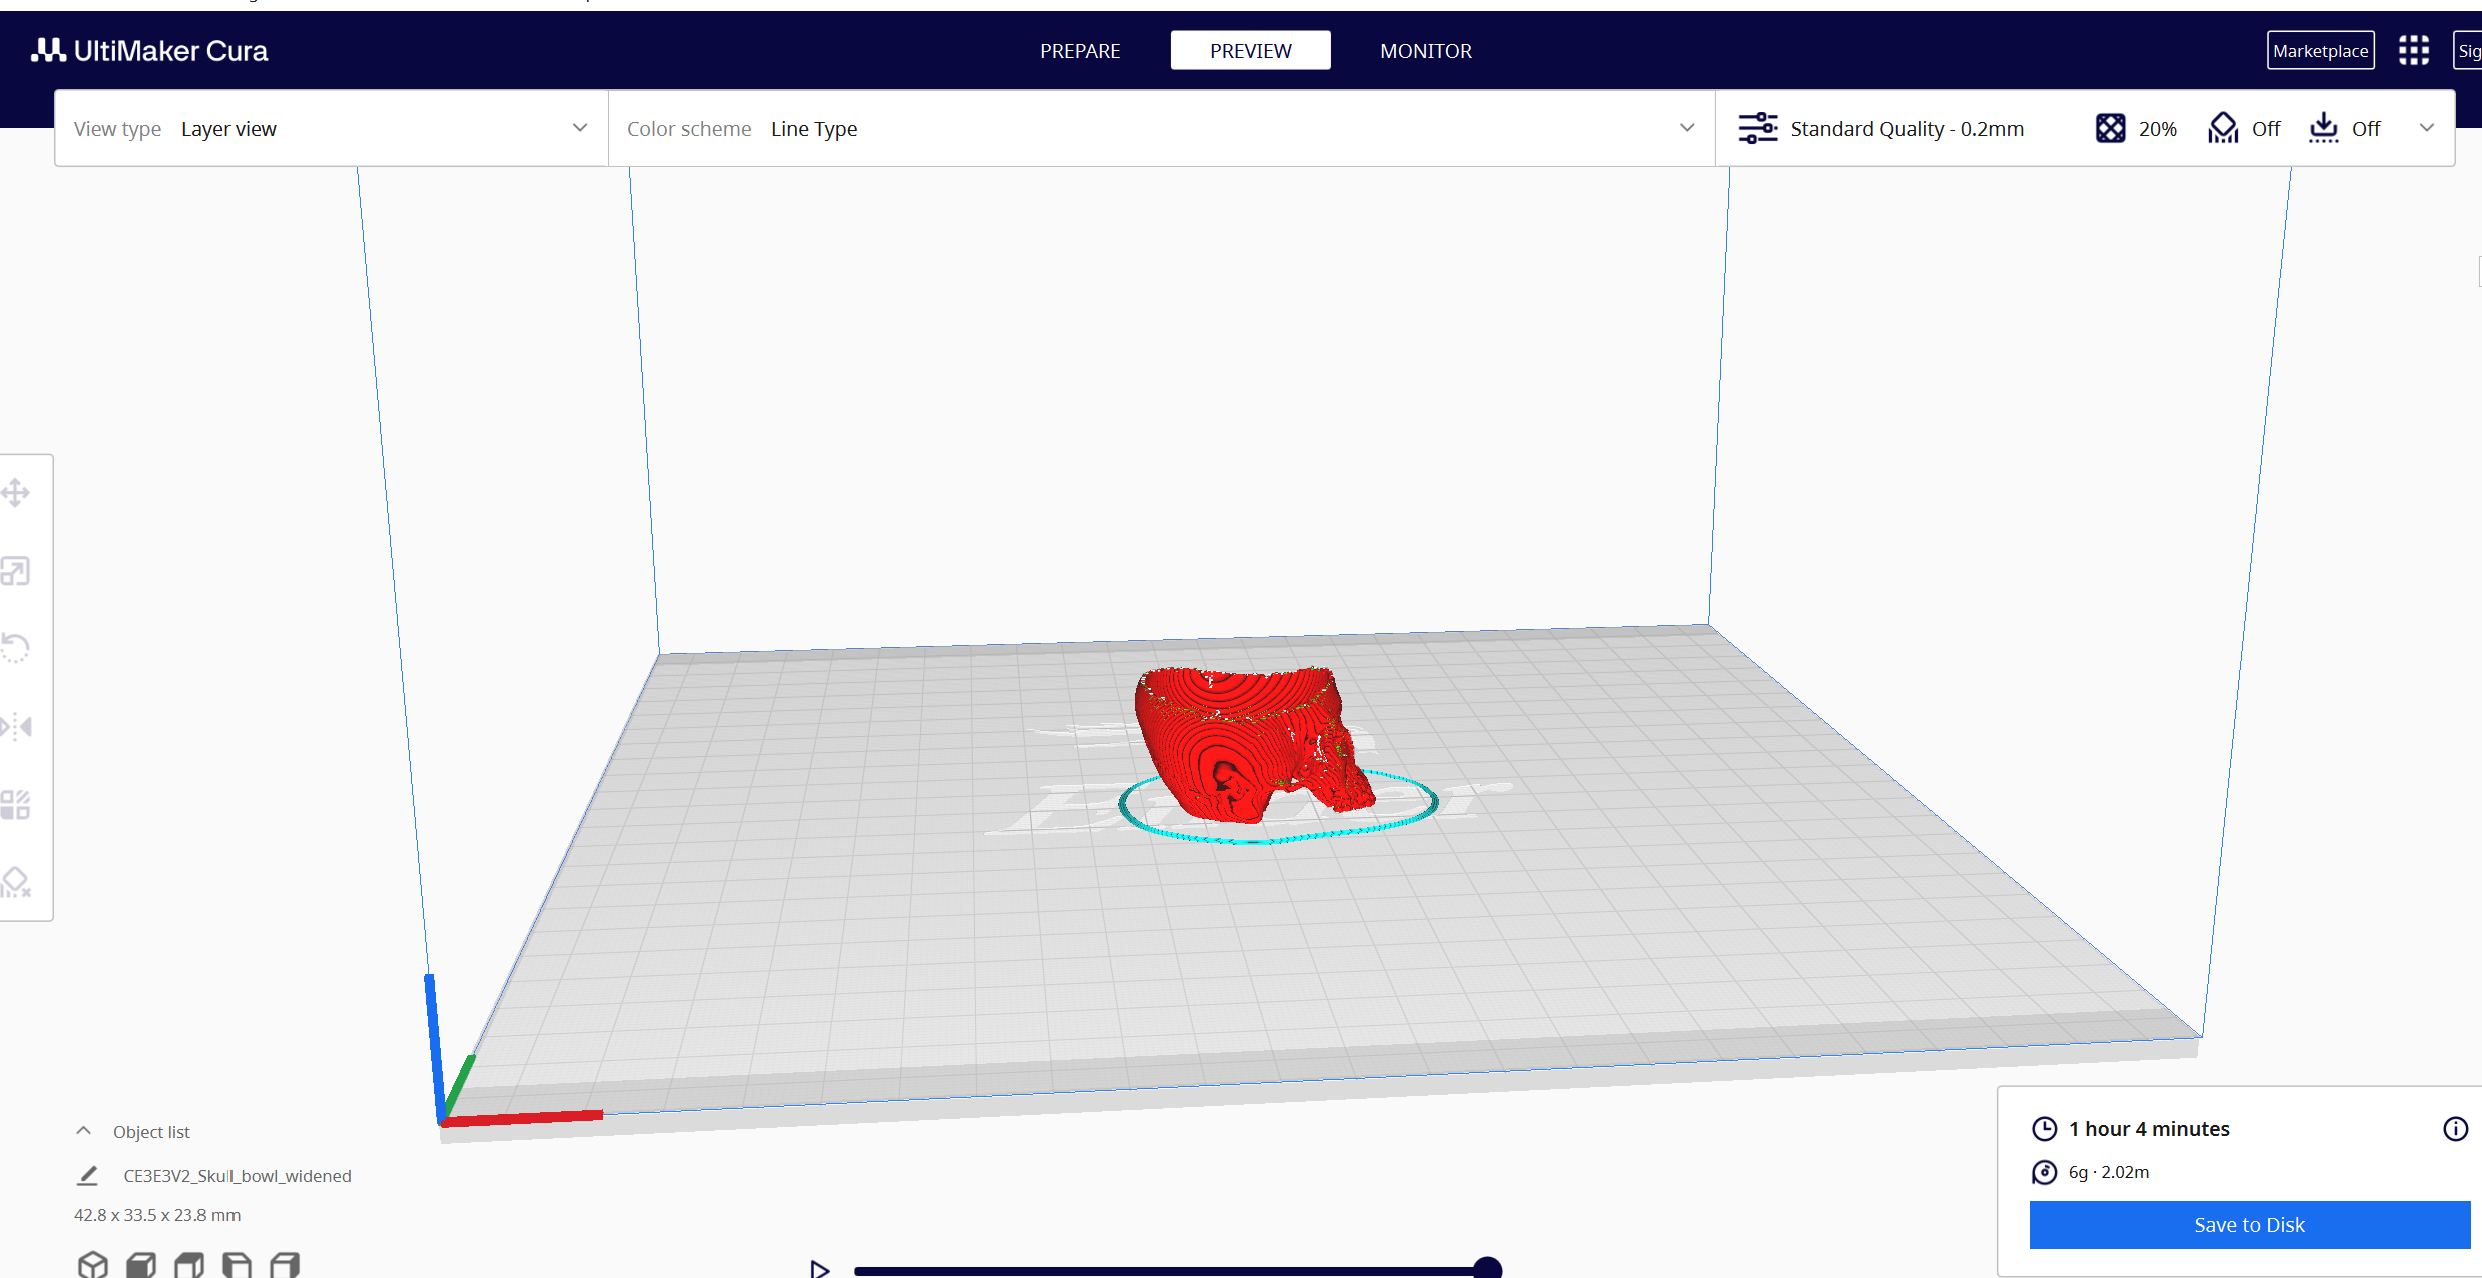 UltiMaker Cura
PREPARE
PREVIEW
MONITOR
Marketplace
View type Layer view
Color scheme Line Type
Standard Quality - 0.2mm
20%
Off
Off
Object list
CE3E3V2_Skull_bowl_widened
42.8 x 33.5 x 23.8 mm
1 hour 4 minutes
6g · 2.02m
Save to Disk